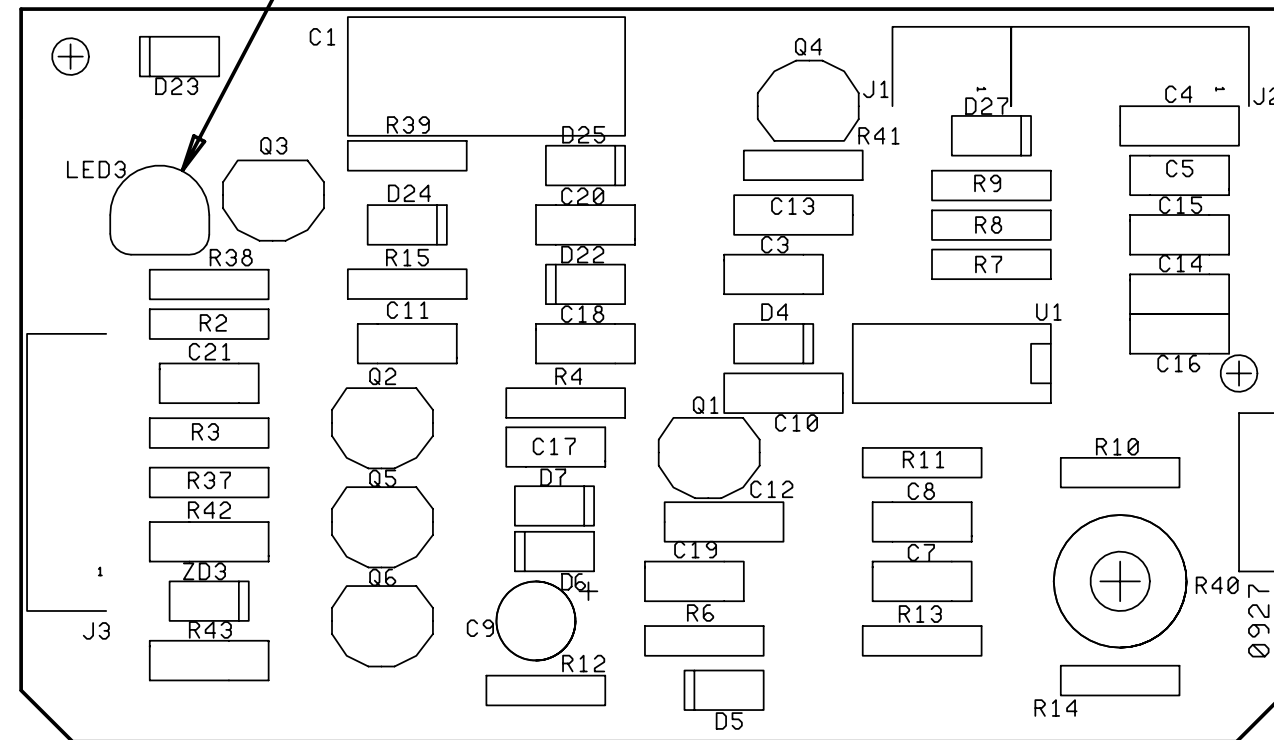 C1
Q4
D23
J1
D27
1
1
C4
J2
R39
D25
R41
LED3
Q3
C5
R9
D24
C20
C13
C15
R8
R38
R15
D22
C3
R7
C14
R2
C11
C18
D4
U1
C21
C16
Q2
R4
Q1
C10
R3
C17
R11
R10
R37
Q5
D7
C12
C8
R42
C19
C7
1
ZD3
Q6
D6
+
R40
0927
J3
R43
C9
R6
R13
R12
D5
R14